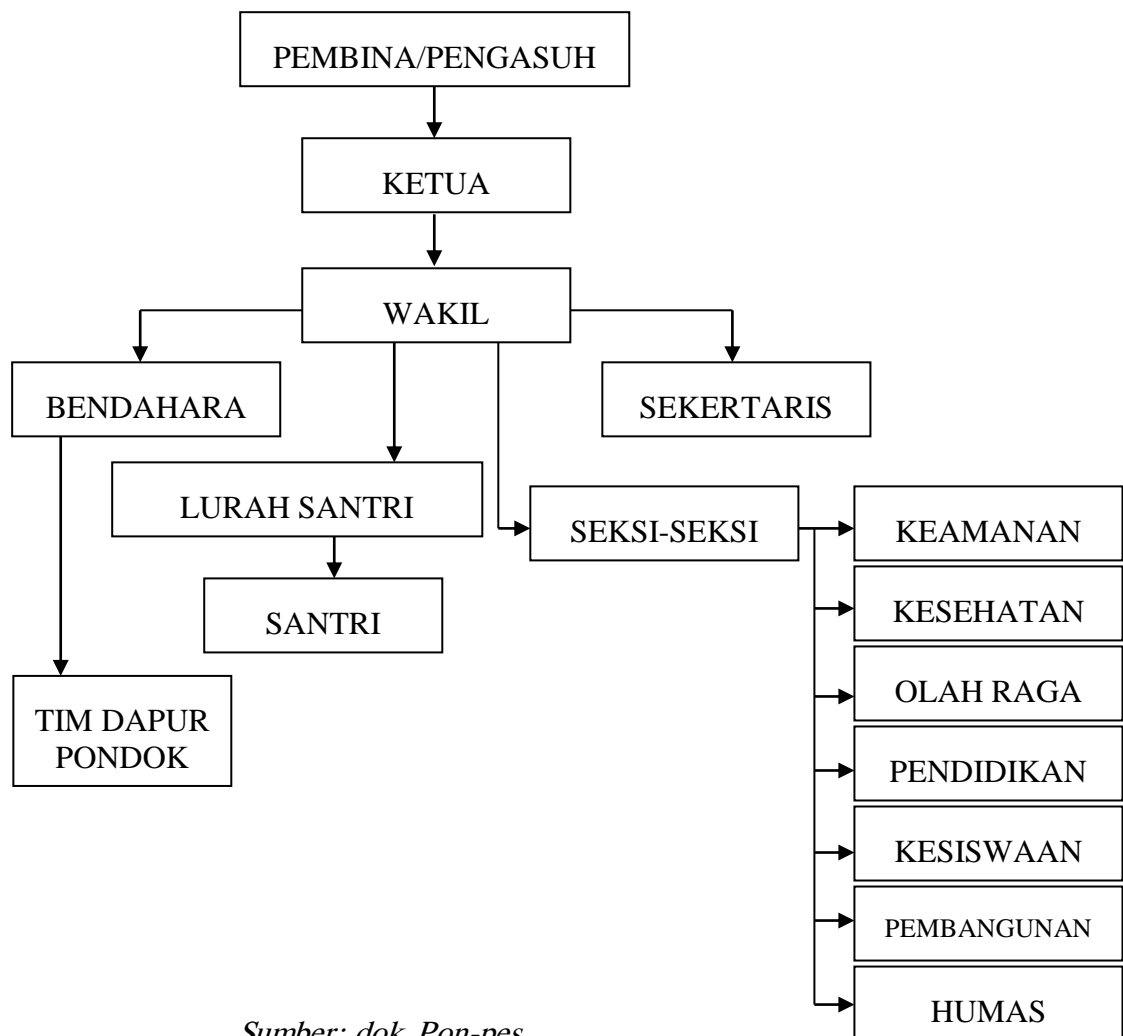 PEMBINA/PENGASUH
KETUA
WAKIL
BENDAHARA
SEKERTARIS
LURAH SANTRI
SEKSI-SEKSI
KEAMANAN
KESEHATAN
SANTRI
OLAH RAGA
TIM DAPUR
PONDOK
PENDIDIKAN
KESISWAAN
PEMBANGUNAN
HUMAS
Sumber: dok. Pon-pes